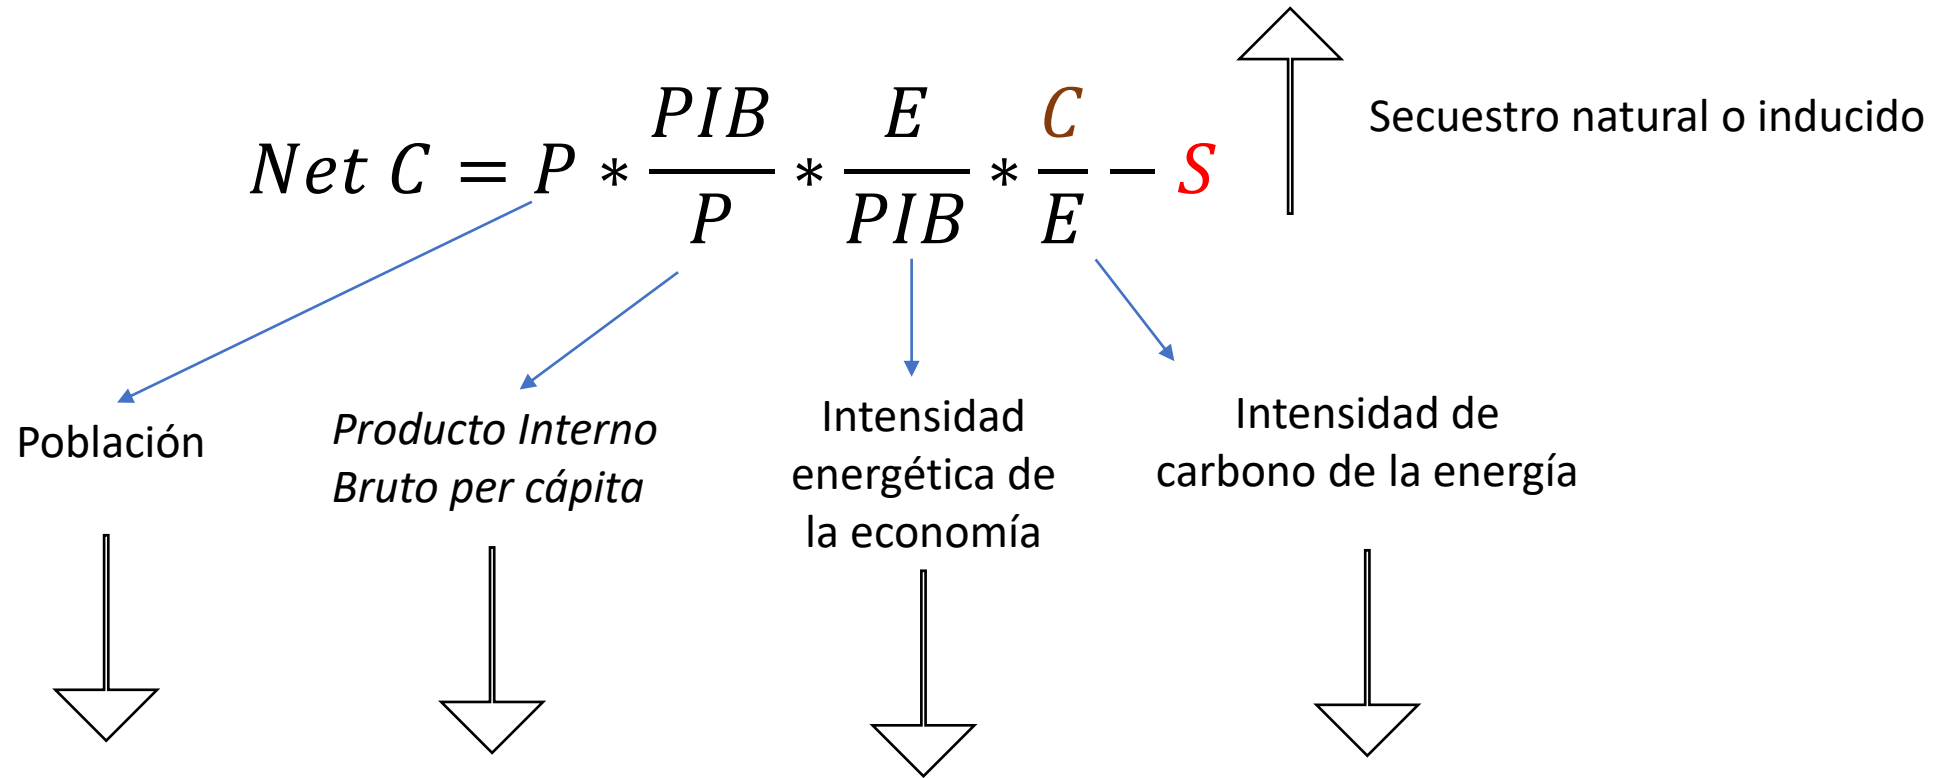 Net C = P * PIB/P * E/PIB * C/E − S
Secuestro natural o inducido
Población
Producto Interno
Bruto per cápita
Intensidad
energética de
la economía
Intensidad de
carbono de la energía